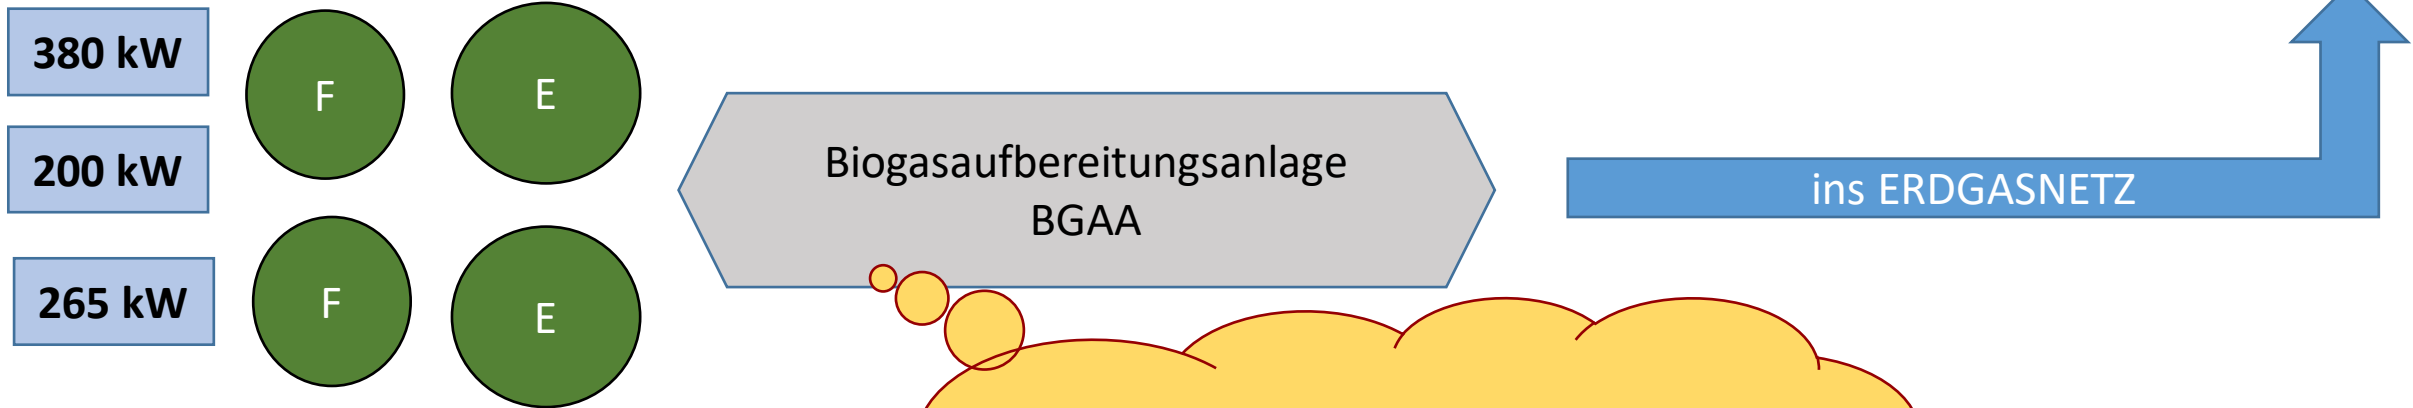 380 kW
200 kW
265 kW
F
E
F
E
Biogasaufbereitungsanlage
BGAA
ins ERDGASNETZ